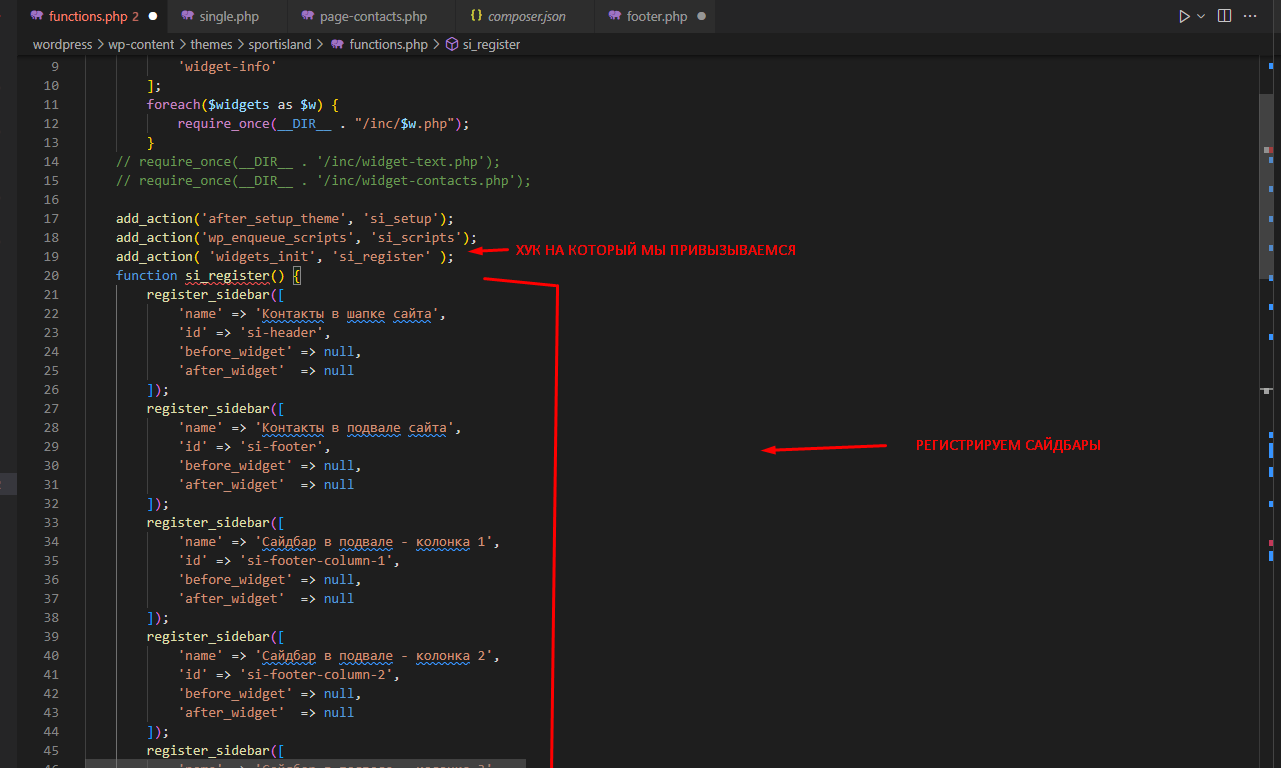 functions.php 2
single.php
page-contacts.php
composer.json
footer.php
wordpress > wp-content > themes > sportisland > functions.php > si_register
9 'widget-info'
10 ];
11 foreach($widgets as $w) {
12 require_once(__DIR__ . "/inc/$w.php");
13 }
14 // require_once(__DIR__ . '/inc/widget-text.php');
15 // require_once(__DIR__ . '/inc/widget-contacts.php');
16
17 add_action('after_setup_theme', 'si_setup');
18 add_action('wp_enqueue_scripts', 'si_scripts');
ХУК НА КОТОРЫЙ МЫ ПРИВЫЗЫВАЕМСЯ
19 add_action( 'widgets_init', 'si_register' );
20 function si_register() {
21 register_sidebar([
22 'name' => 'Контакты в шапке сайта',
23 'id' => 'si-header',
24 'before_widget' => null,
25 'after_widget' => null
26 ]);
27 register_sidebar([
28 'name' => 'Контакты в подвале сайта',
29 'id' => 'si-footer',
РЕГИСТРИРУЕМ САЙДБАРЫ
30 'before_widget' => null,
31 'after_widget' => null
32 ]);
33 register_sidebar([
34 'name' => 'Сайдбар в подвале - колонка 1',
35 'id' => 'si-footer-column-1',
36 'before_widget' => null,
37 'after_widget' => null
38 ]);
39 register_sidebar([
40 'name' => 'Сайдбар в подвале - колонка 2',
41 'id' => 'si-footer-column-2',
42 'before_widget' => null,
43 'after_widget' => null
44 ]);
45 register_sidebar([